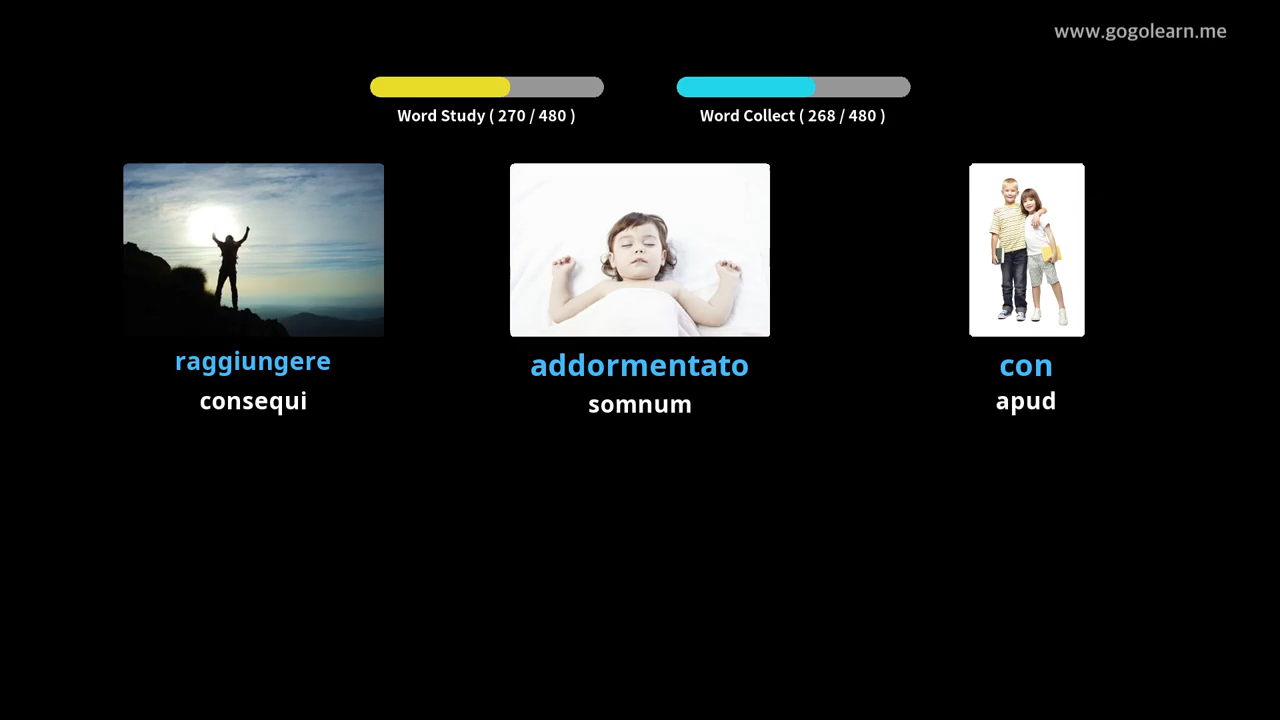 www.gogolearn.me
Word Study ( 270 / 480 )
Word Collect ( 268 / 480 )
raggiungere
consequi
addormentato
somnum
con
apud